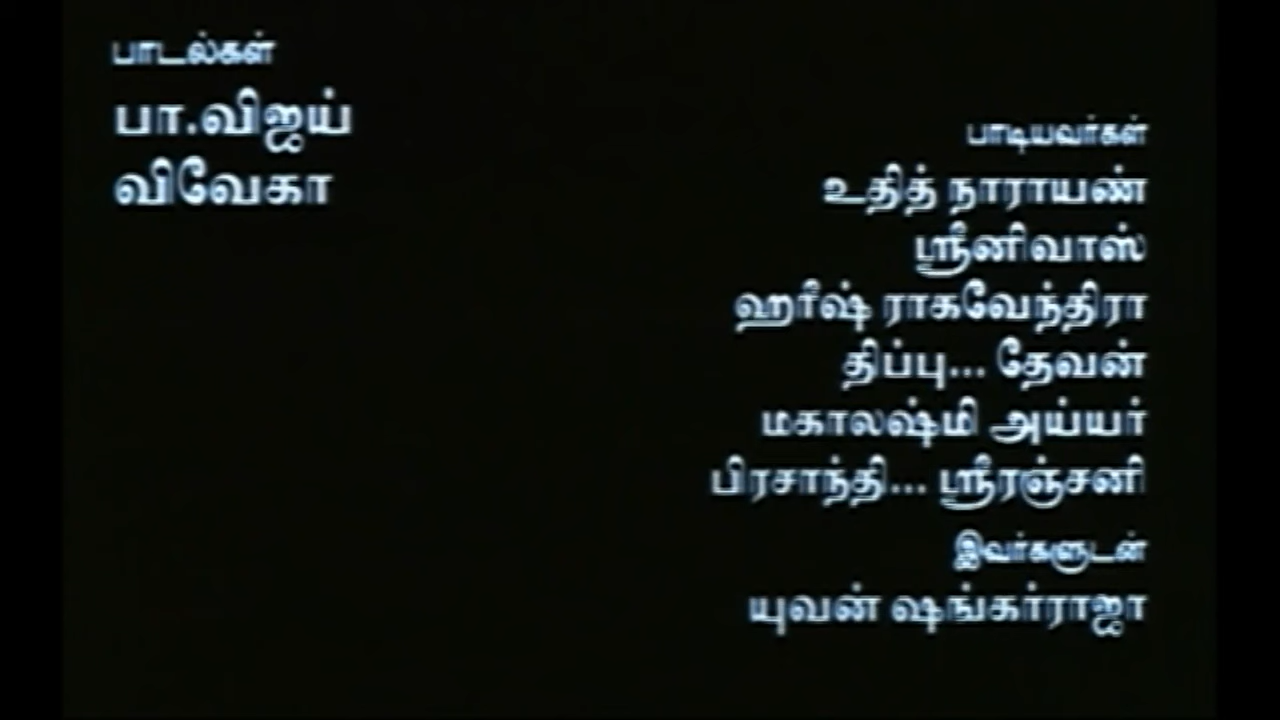 பாடல்கள்
பா.விஜய்
விவேகா
பாடியவர்கள்
உதித் நாராயண்
ஸ்ரீனிவாஸ்
ஹரீஷ் ராகவேந்திரா
திப்பு... தேவன்
மகாலஷ்மி அய்யர்
பிரசாந்தி... ஸ்ரீரஞ்சனி
இவர்களுடன்
யுவன் ஷங்கர்ராஜா